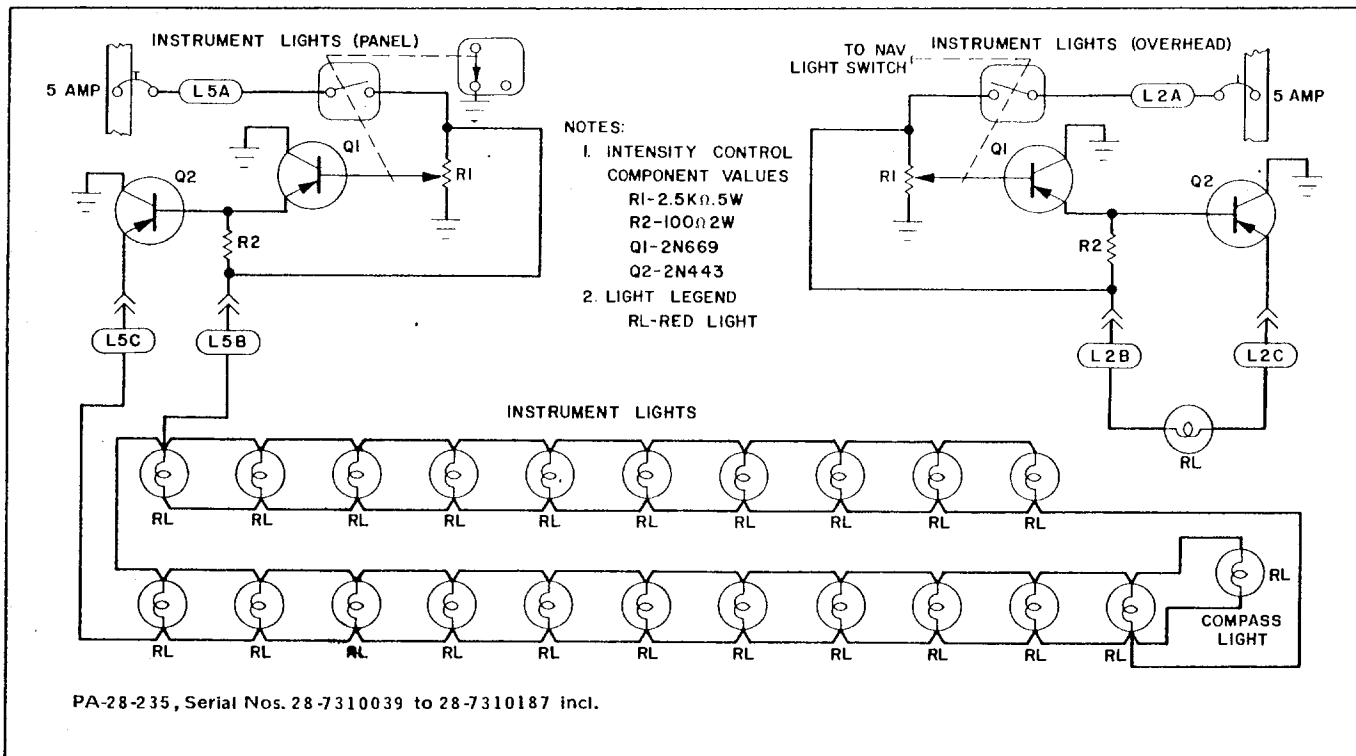 INSTRUMENT LIGHTS (PANEL)
5 AMP
L5A
TO NAV
LIGHT SWITCH
INSTRUMENT LIGHTS (OVERHEAD)
L2A
5 AMP
Q2
Q1
R1
R2
L5C
L5B
NOTES:
1. INTENSITY CONTROL
COMPONENT VALUES
R1-2.5KΩ.5W
R2-100Ω2W
Q1-2N669
Q2-2N443
2. LIGHT LEGEND
RL-RED LIGHT
R1
Q1
Q2
R2
L2B
L2C
RL
INSTRUMENT LIGHTS
RL RL RL RL RL RL RL RL RL RL
RL
COMPASS
LIGHT
RL RL RL RL RL RL RL RL RL RL RL
PA-28-235, Serial Nos. 28-7310039 to 28-7310187 incl.